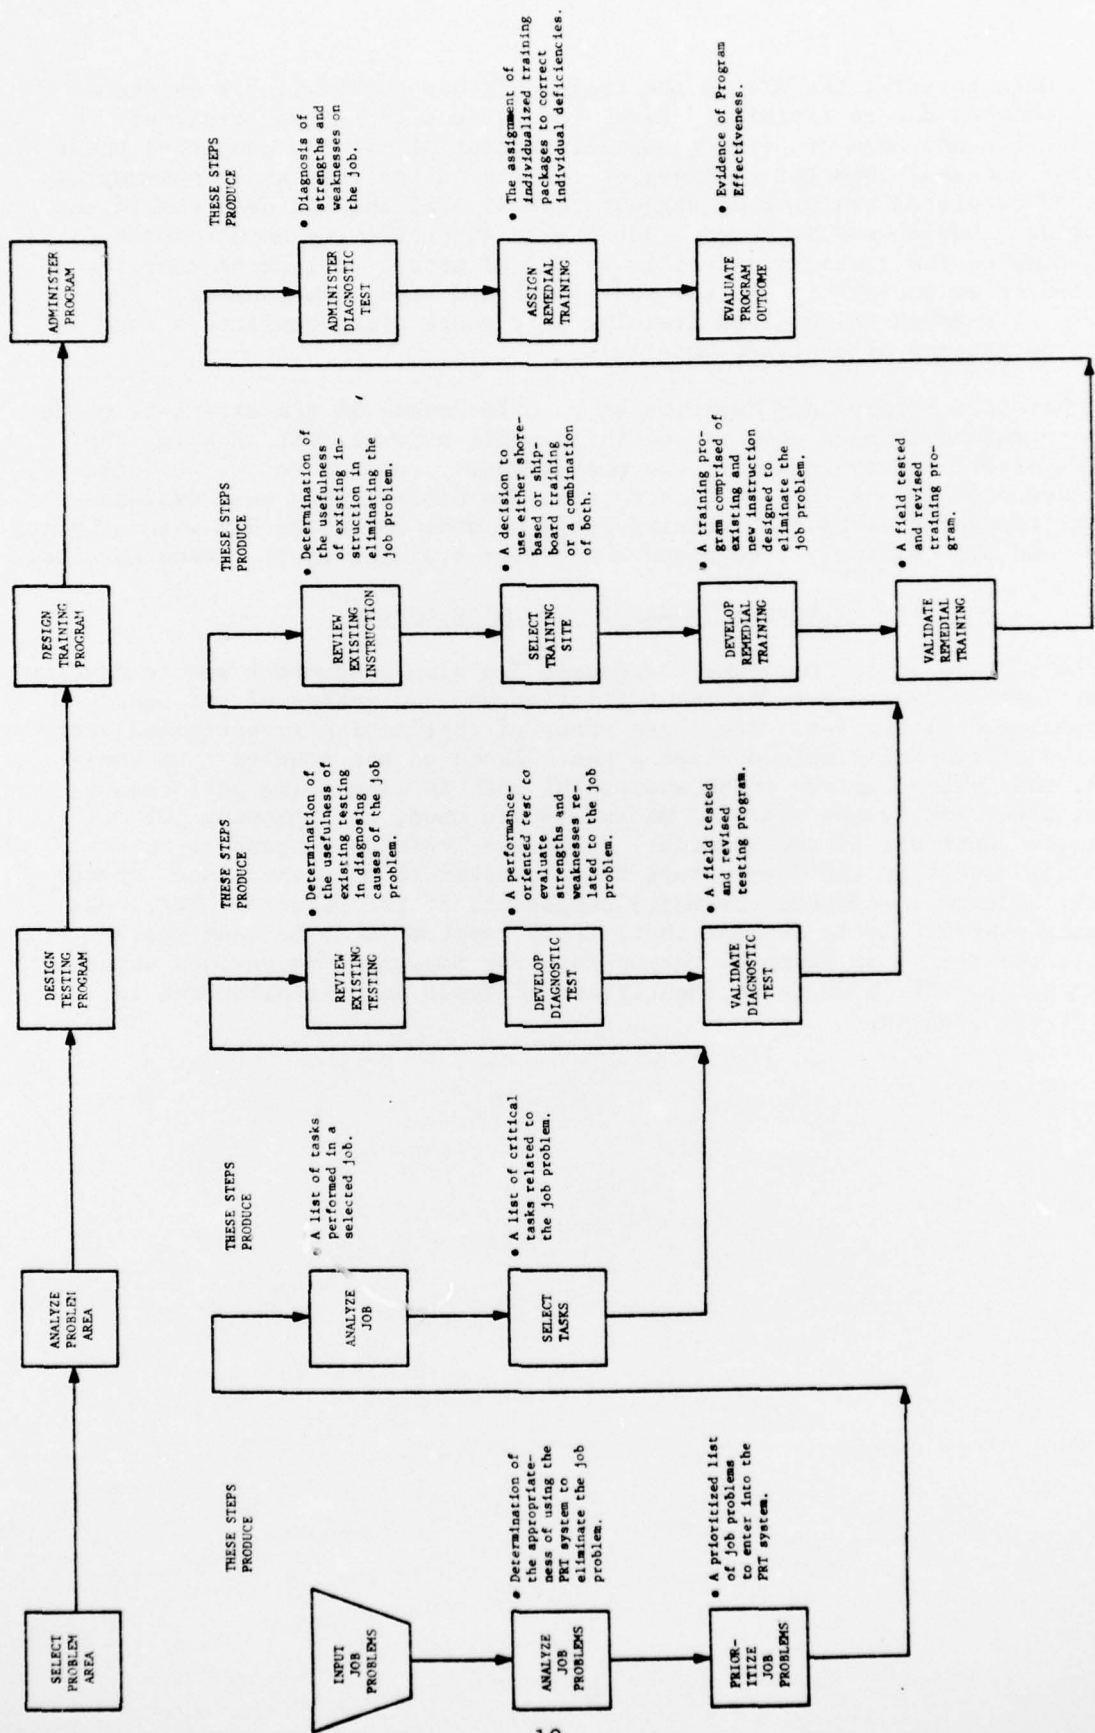 SELECT
PROBLEM
AREA
ANALYZE
PROBLEM
AREA
DESIGN
TESTING
PROGRAM
DESIGN
TRAINING
PROGRAM
ADMINISTER
PROGRAM
THESE STEPS
PRODUCE
INPUT
JOB
PROBLEMS
ANALYZE
JOB
PROBLEMS
• Determination of
the appropriate-
ness of using the
PRT system to
eliminate the job
problem.
PRIOR-
ITIZE
JOB
PROBLEMS
• A prioritized list
of job problems
to enter into the
PRT system.
THESE STEPS
PRODUCE
ANALYZE
JOB
• A list of tasks
performed in a
selected job.
SELECT
TASKS
• A list of critical
tasks related to
the job problem.
THESE STEPS
PRODUCE
REVIEW
EXISTING
TESTING
• Determination of
the usefulness of
existing testing
in diagnosing
causes of the job
problem.
DEVELOP
DIAGNOSTIC
TEST
• A performance-
oriented test to
evaluate
strengths and
weaknesses re-
lated to the job
problem.
VALIDATE
DIAGNOSTIC
TEST
• A field tested
and revised
testing program.
THESE STEPS
PRODUCE
REVIEW
EXISTING
INSTRUCTION
• Determination of
the usefulness
of existing in-
struction in
eliminating the
job problem.
SELECT
TRAINING
SITE
• A decision to
use either shore-
based or ship-
board training
or a combination
of both.
DEVELOP
REMEDIAL
TRAINING
• A training pro-
gram comprised of
existing and
new instruction
designed to
eliminate the
job problem.
VALIDATE
REMEDIAL
TRAINING
• A field tested
and revised
training pro-
gram.
THESE STEPS
PRODUCE
ADMINISTER
DIAGNOSTIC
TEST
• Diagnosis of
strengths and
weaknesses on
the job.
ASSIGN
REMEDIAL
TRAINING
• The assignment of
individualized training
packages to correct
individual deficiencies.
EVALUATE
PROGRAM
OUTCOME
• Evidence of Program
Effectiveness.